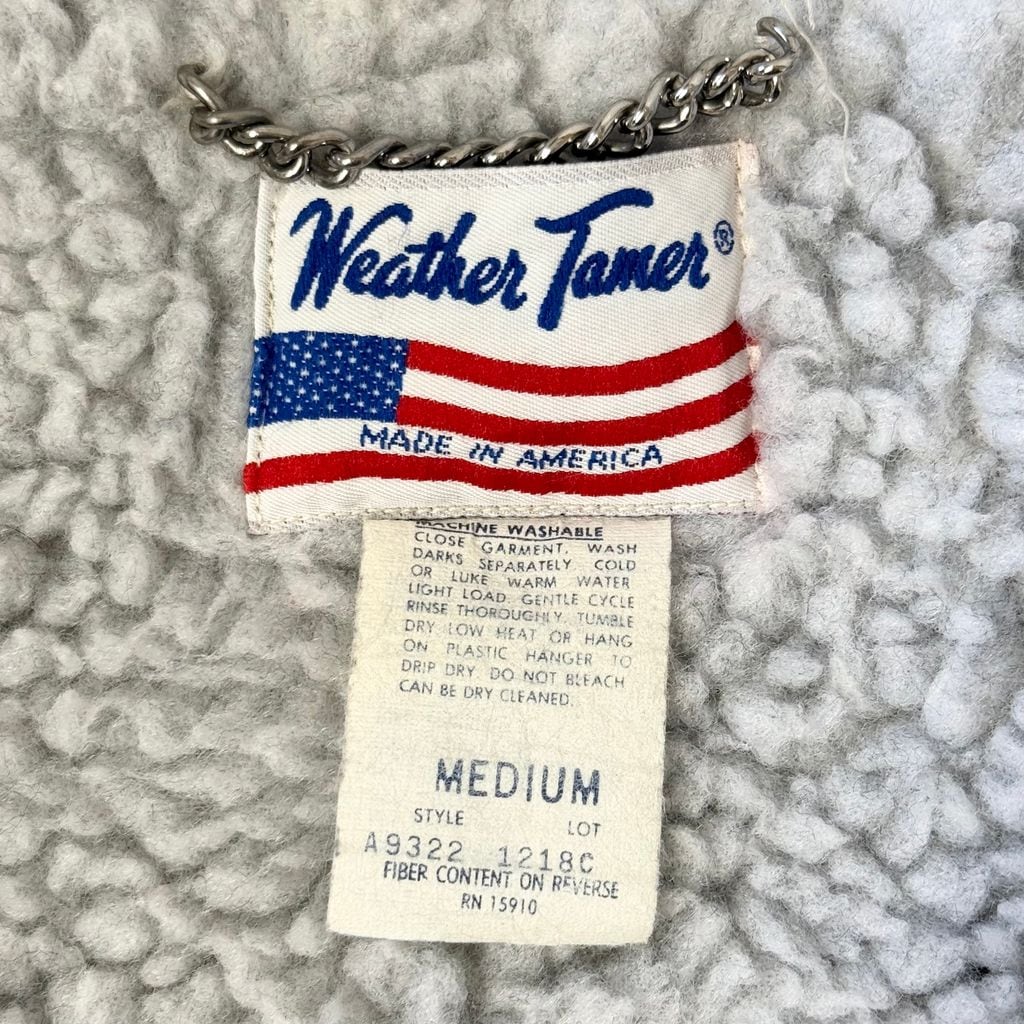 Weather Tamer®
MADE IN AMERICA
MACHINE WASHABLE
CLOSE GARMENT. WASH
DARKS SEPARATELY COLD
OR LUKE WARM WATER
LIGHT LOAD. GENTLE CYCLE
RINSE THOROUGHLY. TUMBLE
DRY LOW HEAT OR HANG
ON PLASTIC HANGER TO
DRIP DRY. DO NOT BLEACH
CAN BE DRY CLEANED.
MEDIUM
STYLE LOT
A9322 1218C
FIBER CONTENT ON REVERSE
RN 15910